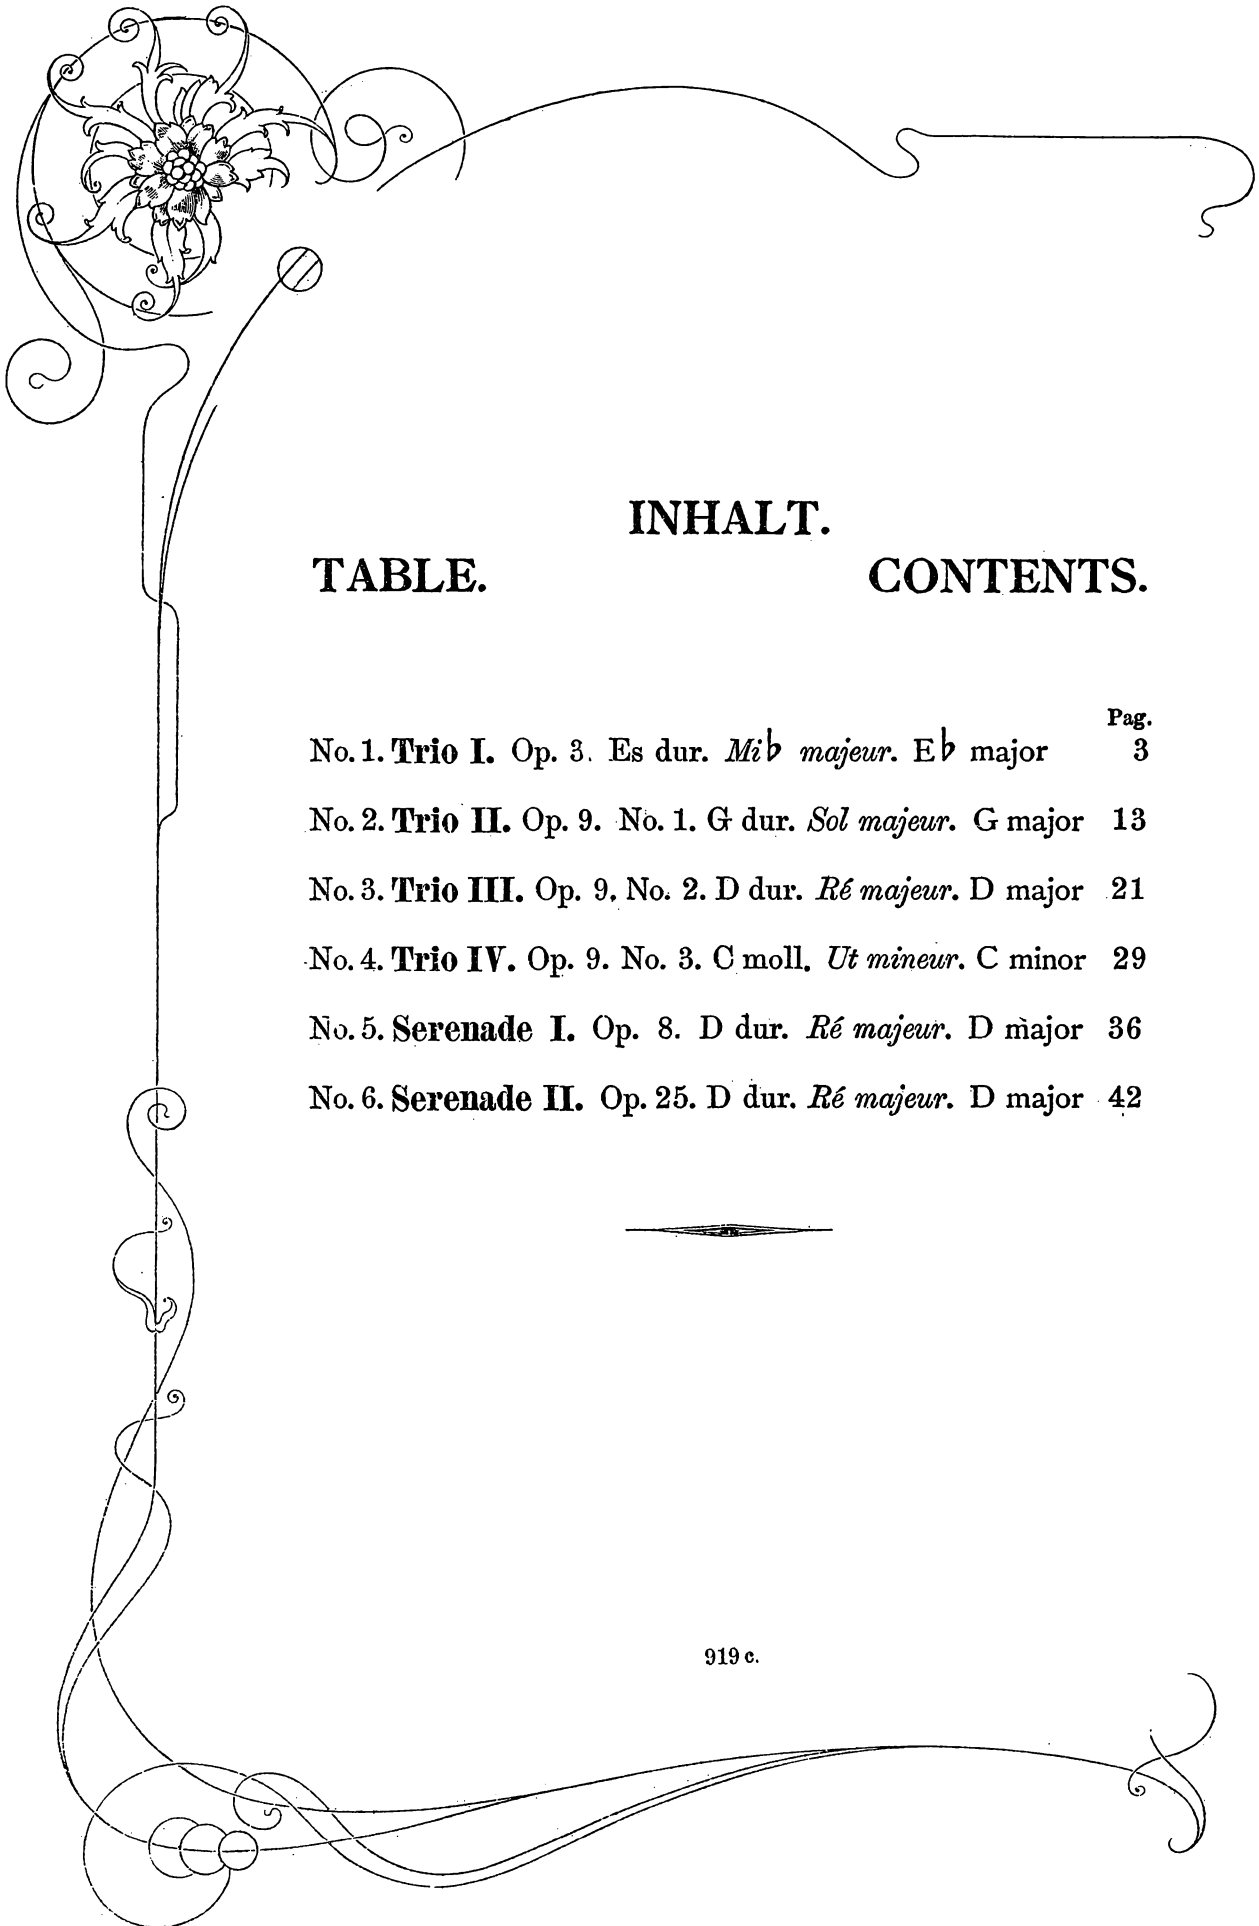 INHALT.
TABLE. CONTENTS.
Pag.
No. 1. Trio I. Op. 3. Es dur. Mi♭ majeur. E♭ major 3
No. 2. Trio II. Op. 9. No. 1. G dur. Sol majeur. G major 13
No. 3. Trio III. Op. 9. No. 2. D dur. Ré majeur. D major 21
No. 4. Trio IV. Op. 9. No. 3. C moll. Ut mineur. C minor 29
No. 5. Serenade I. Op. 8. D dur. Ré majeur. D major 36
No. 6. Serenade II. Op. 25. D dur. Ré majeur. D major 42
919 c.